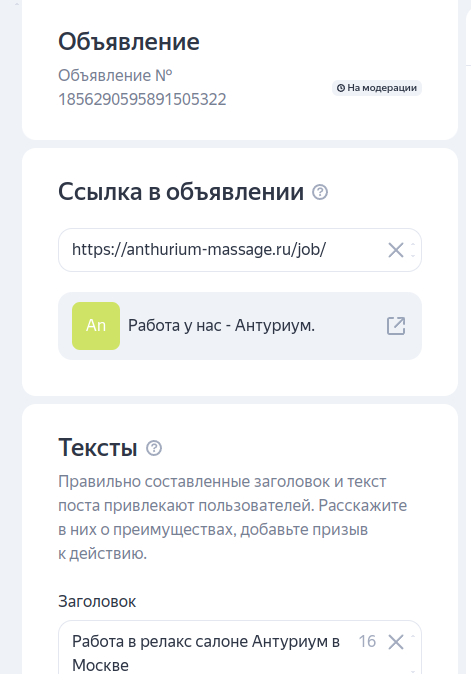 Объявление
Объявление №
1856290595891505322
На модерации
Ссылка в объявлении
https://anthurium-massage.ru/job/
An
Работа у нас - Антуриум.
Тексты
Правильно составленные заголовок и текст
поста привлекают пользователей. Расскажите
в них о преимуществах, добавьте призыв
к действию.
Заголовок
Работа в релакс салоне Антуриум в
16
Москве